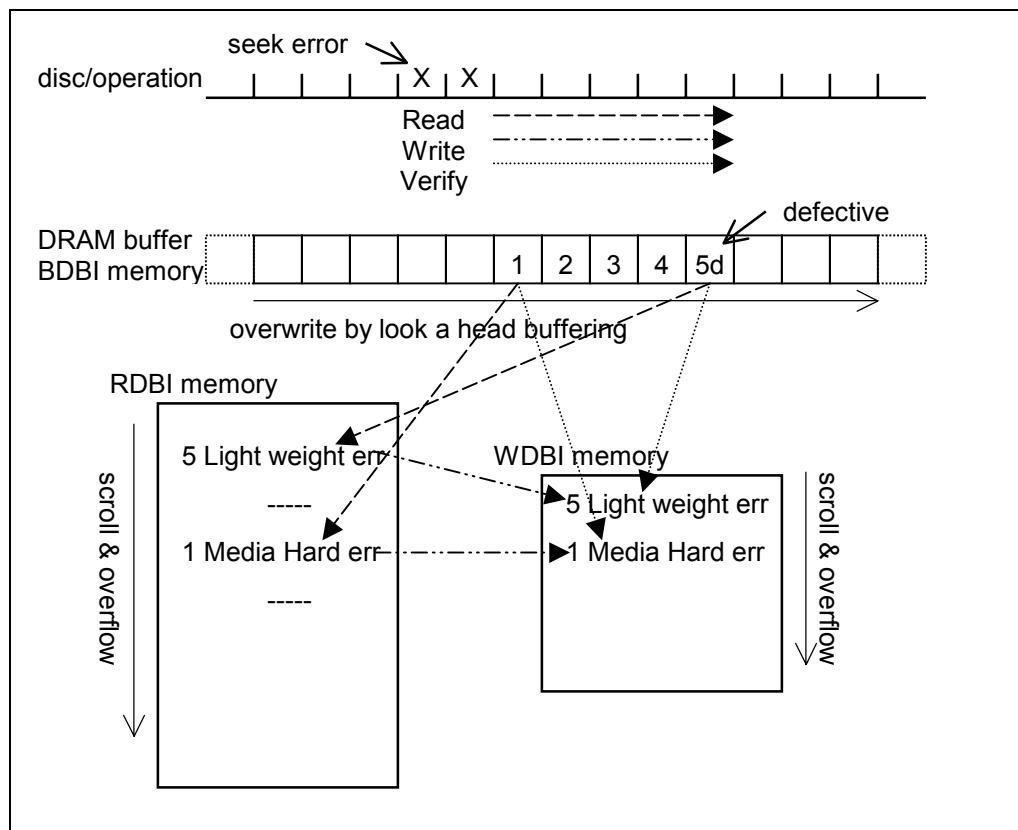 seek error
disc/operation
X X
Read
Write
Verify
defective
DRAM buffer
BDBI memory
1 2 3 4 5d
overwrite by look a head buffering
RDBI memory
5 Light weight err
-----
1 Media Hard err
-----
scroll & overflow
WDBI memory
5 Light weight err
1 Media Hard err
scroll & overflow